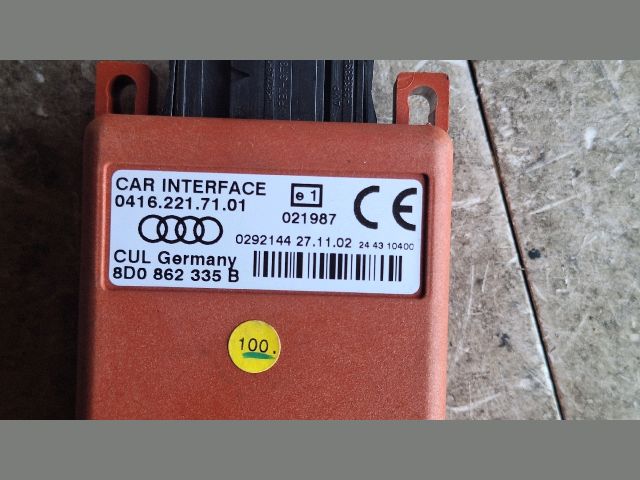 CAR INTERFACE
0416.221.71.01
e 1
021987
CE
0292144 27.11.02 24 43 10400
CUL Germany
8D0 862 335 B
100.